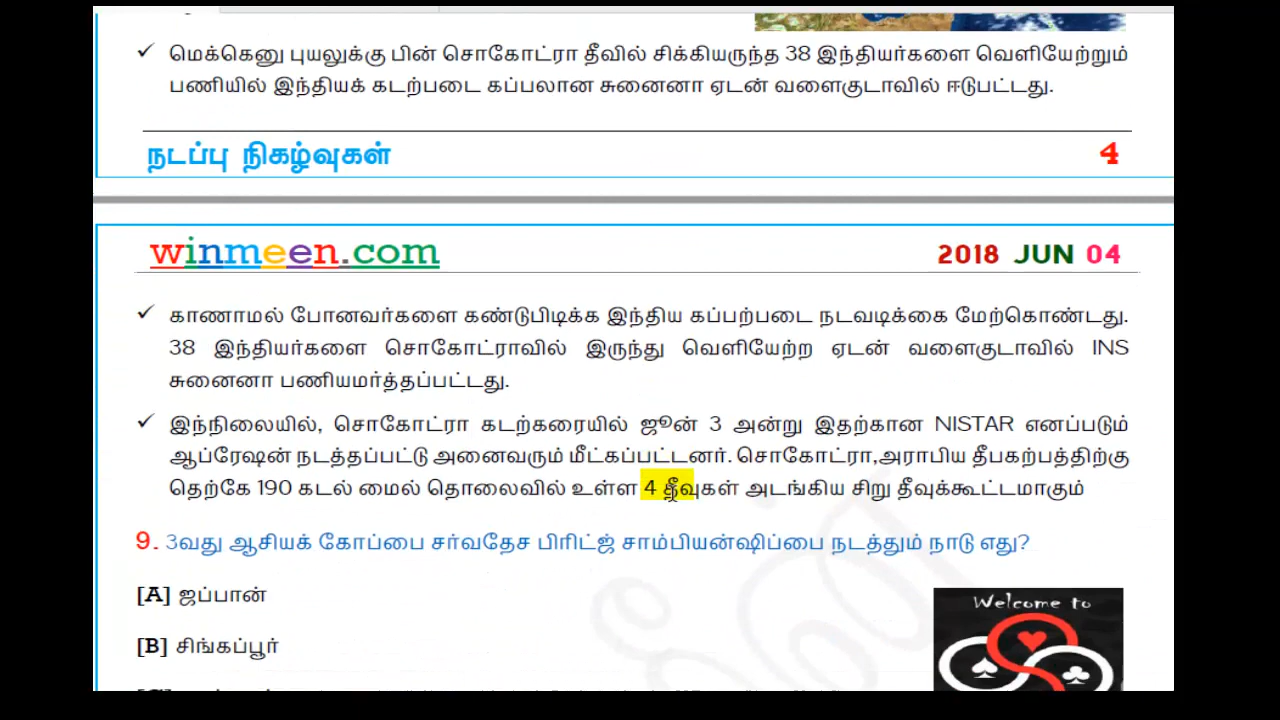 மெக்கெனு புயலுக்கு பின் சொகோட்ரா தீவில் சிக்கியருந்த 38 இந்தியர்களை வெளியேற்றும்
பணியில் இந்தியக் கடற்படை கப்பலான சுனைனா ஏடன் வளைகுடாவில் ஈடுபட்டது.
நடப்பு நிகழ்வுகள் 4
winmeen.com 2018 JUN 04
காணாமல் போனவர்களை கண்டுபிடிக்க இந்திய கப்பற்படை நடவடிக்கை மேற்கொண்டது.
38 இந்தியர்களை சொகோட்ராவில் இருந்து வெளியேற்ற ஏடன் வளைகுடாவில் INS
சுனைனா பணியமர்த்தப்பட்டது.
இந்நிலையில், சொகோட்ரா கடற்கரையில் ஜூன் 3 அன்று இதற்கான NISTAR எனப்படும்
ஆப்ரேஷன் நடத்தப்பட்டு அனைவரும் மீட்கப்பட்டனர். சொகோட்ரா,அராபிய தீபகற்பத்திற்கு
தெற்கே 190 கடல் மைல் தொலைவில் உள்ள 4 தீவுகள் அடங்கிய சிறு தீவுக்கூட்டமாகும்
9. 3வது ஆசியக் கோப்பை சர்வதேச பிரிட்ஜ் சாம்பியன்ஷிப்பை நடத்தும் நாடு எது?
[A] ஜப்பான்
Welcome to
[B] சிங்கப்பூர்